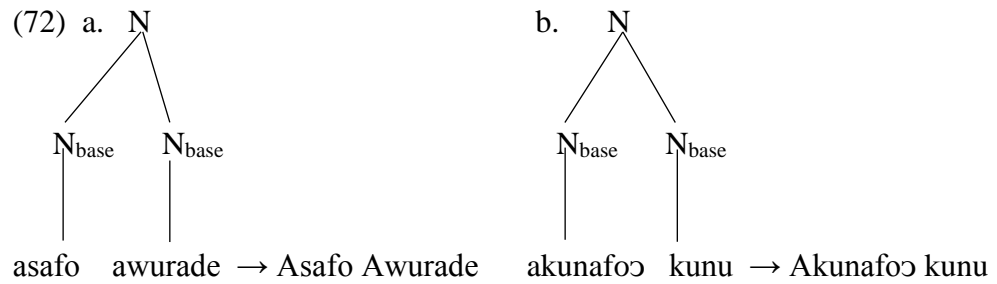 (72) a. N b. N
N_base N_base N_base N_base
asafo awurade → Asafo Awurade akunafoɔ kunu → Akunafoɔ kunu